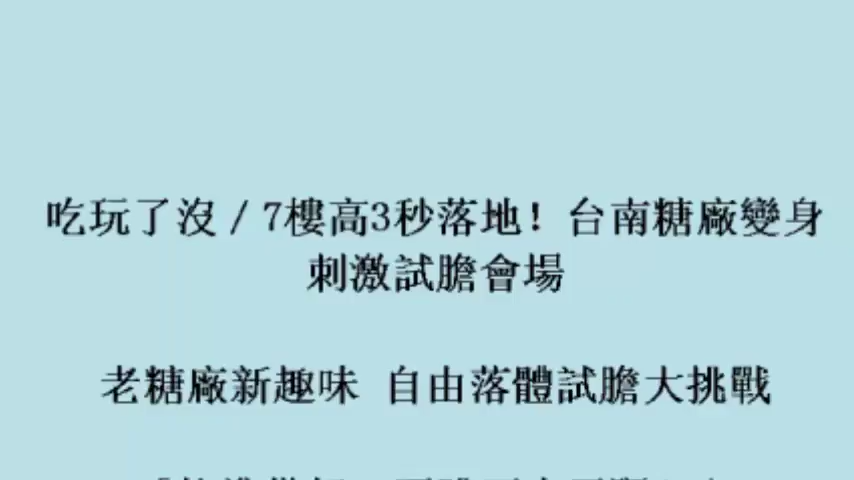 吃玩了沒／7樓高3秒落地！台南糖廠變身
刺激試膽會場
老糖廠新趣味 自由落體試膽大挑戰